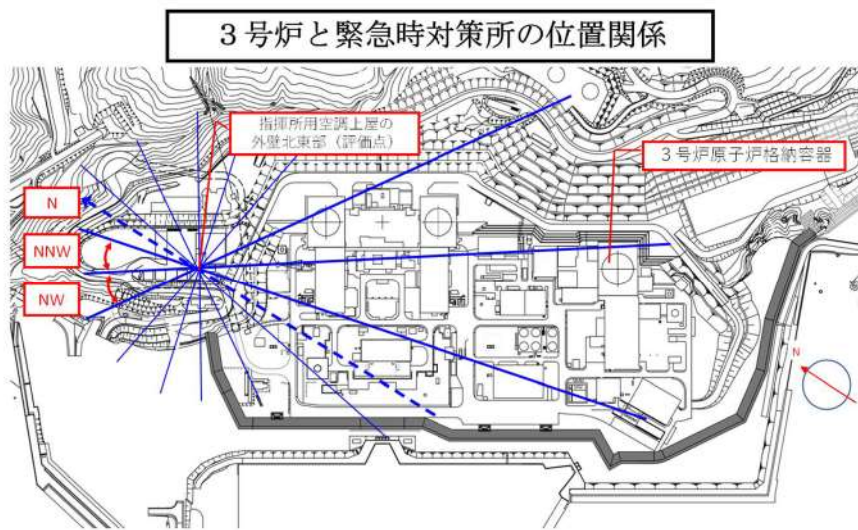 ３号炉と緊急時対策所の位置関係
指揮所用空調上屋の
外壁北東部（評価点）
３号炉原子炉格納容器
N
NNW
NW
N